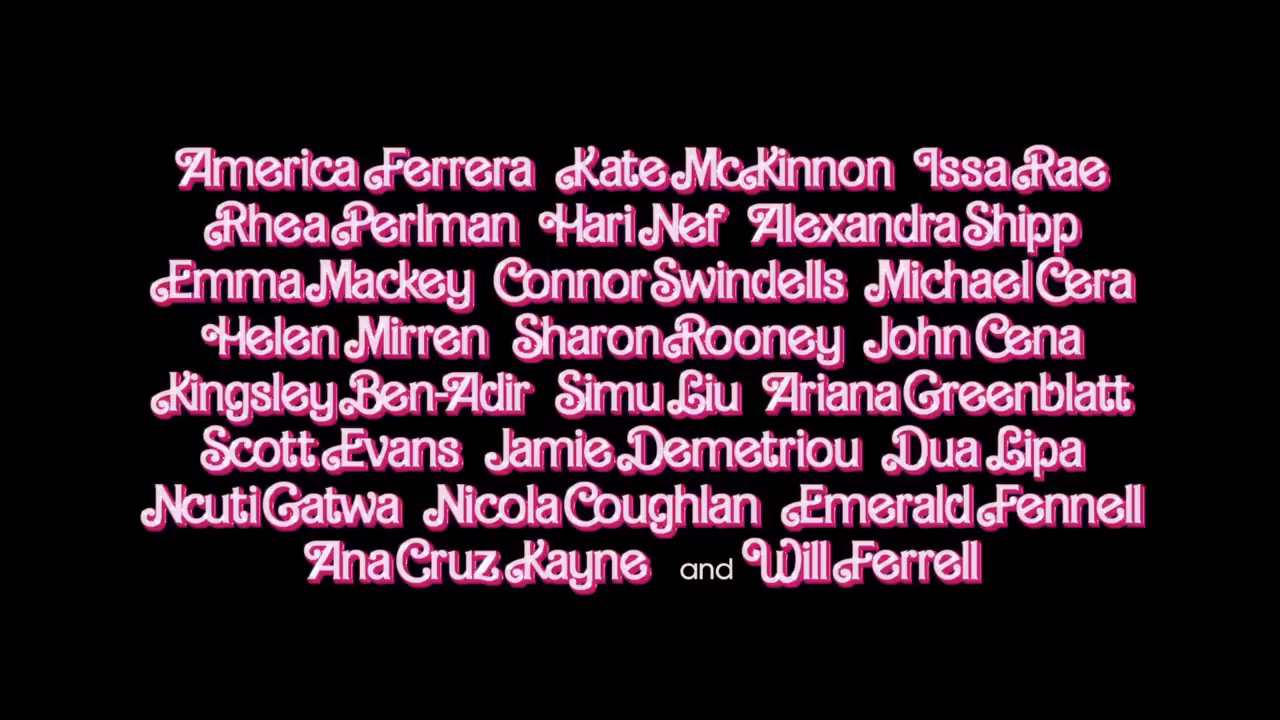 America Ferrera Kate McKinnon Issa Rae
Rhea Perlman Hari Nef Alexandra Shipp
Emma Mackey Connor Swindells Michael Cera
Helen Mirren Sharon Rooney John Cena
Kingsley Ben-Adir Simu Liu Ariana Greenblatt
Scott Evans Jamie Demetriou Dua Lipa
Ncuti Gatwa Nicola Coughlan Emerald Fennell
Ana Cruz Kayne and Will Ferrell